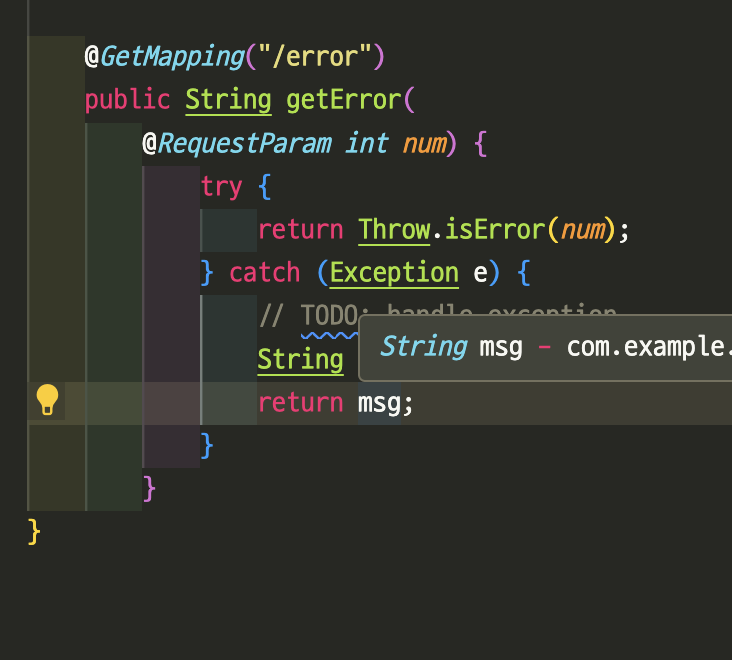 @GetMapping("/error")
public String getError(
@RequestParam int num) {
try {
return Throw.isError(num);
} catch (Exception e) {
// TODO: handle exception
String
String msg – com.example.
return msg;
}
}
}